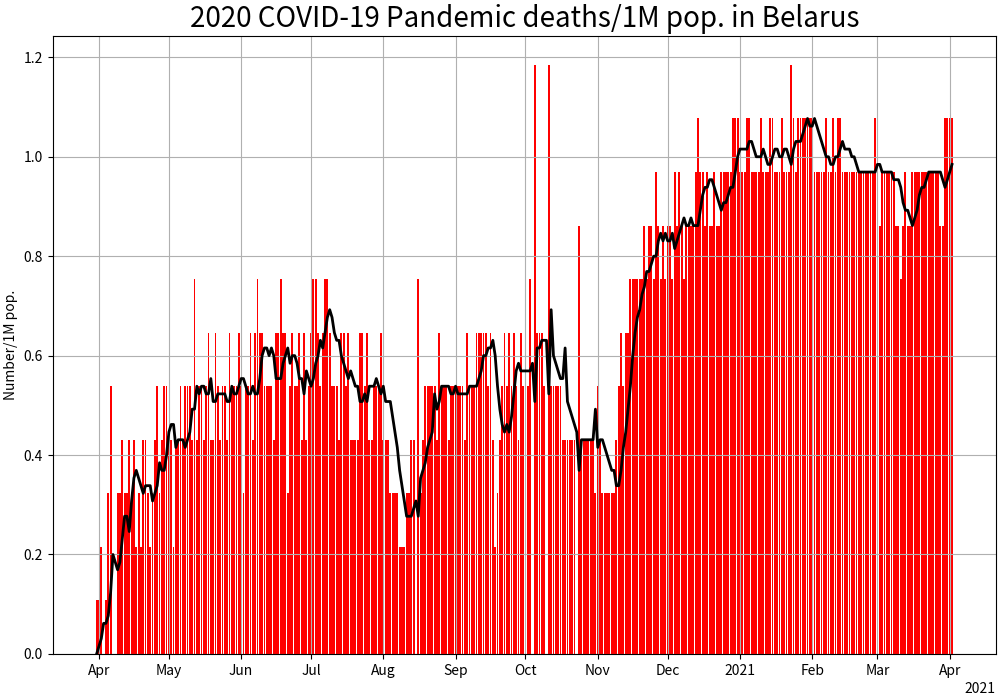 2020 COVID-19 Pandemic deaths/1M pop. in Belarus
Number/1M pop.
1.2
1.0
0.8
0.6
0.4
0.2
0.0
Apr May Jun Jul Aug Sep Oct Nov Dec 2021 Feb Mar Apr
2021